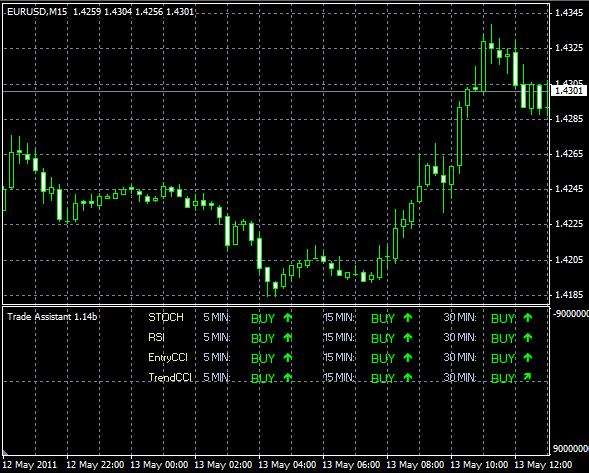 EURUSD,M15 1.4259 1.4304 1.4256 1.4301
1.4345
1.4325
1.4305
1.4301
1.4285
1.4265
1.4245
1.4225
1.4205
1.4185
Trade Assistant 1.14b
STOCH 5 MIN: BUY 15 MIN: BUY 30 MIN: BUY
RSI 5 MIN: BUY 15 MIN: BUY 30 MIN: BUY
EntryCCI 5 MIN: BUY 15 MIN: BUY 30 MIN: BUY
TrendCCI 5 MIN: BUY 15 MIN: BUY 30 MIN: BUY
-9000000
90000000
12 May 2011 12 May 22:00 13 May 00:00 13 May 02:00 13 May 04:00 13 May 06:00 13 May 08:00 13 May 10:00 13 May 12:00